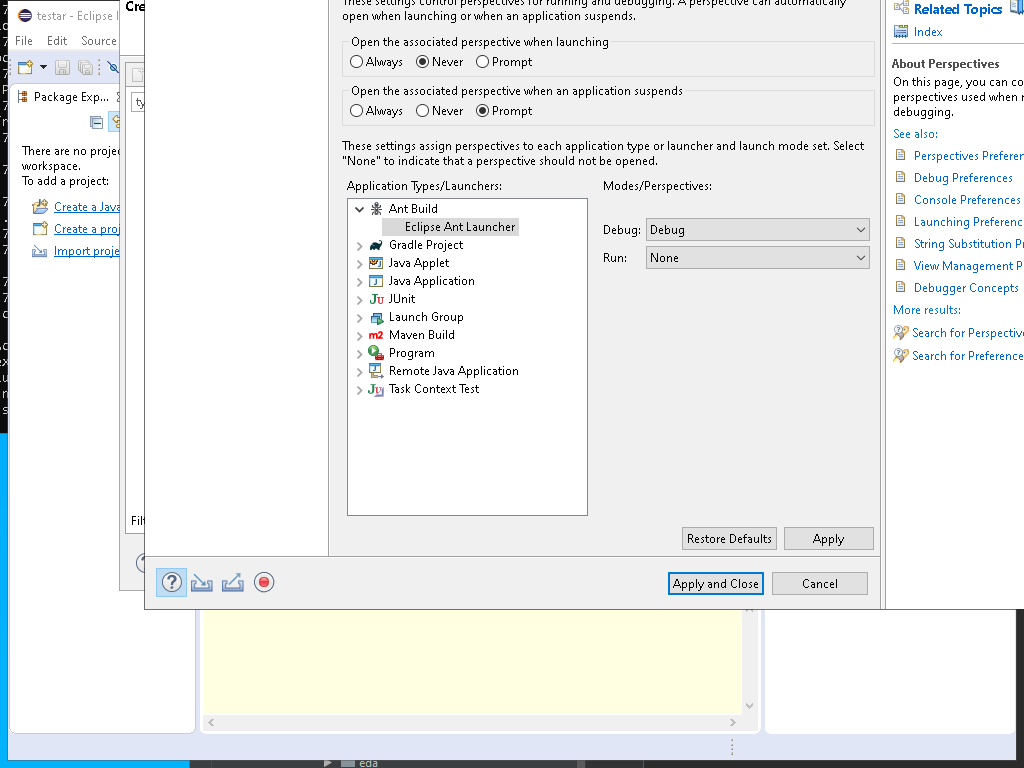 testar - Eclipse
Cre
These settings control perspectives for running and debugging. A perspective can automatically
open when launching or when an application suspends.
Related Topics
Index
File Edit Source
Open the associated perspective when launching
Always Never Prompt
About Perspectives
On this page, you can co
perspectives used when r
debugging.
Package Exp...
ty
Open the associated perspective when an application suspends
Always Never Prompt
See also:
Perspectives Preferen
Debug Preferences
Console Preferences
Launching Preferenc
String Substitution Pr
View Management P
Debugger Concepts
More results:
Search for Perspective
Search for Preference
There are no proje
workspace.
To add a project:
Create a Java
Create a proj
Import proje
These settings assign perspectives to each application type or launcher and launch mode set. Select
"None" to indicate that a perspective should not be opened.
Application Types/Launchers:
Ant Build
Eclipse Ant Launcher
Gradle Project
Java Applet
Java Application
JUnit
Launch Group
Maven Build
Program
Remote Java Application
Task Context Test
Modes/Perspectives:
Debug: Debug
Run: None
Filt
Restore Defaults Apply
Apply and Close Cancel
eda